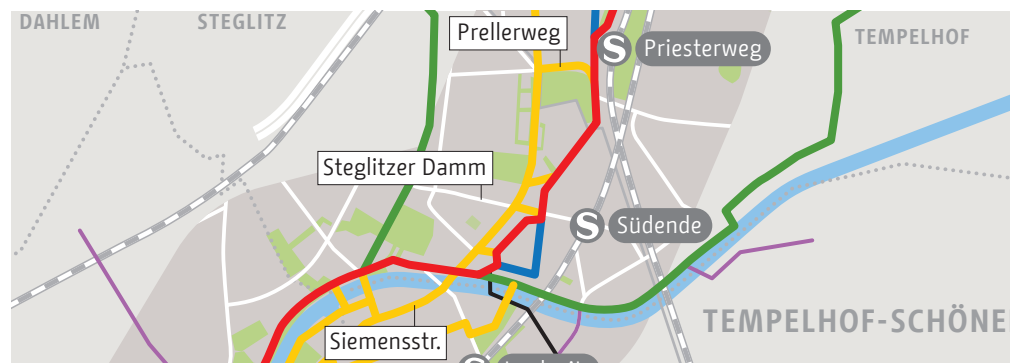 DAHLEM
STEGLITZ
Prellerweg
S Priesterweg
TEMPELHOF
Steglitzer Damm
S Südende
TEMPELHOF-SCHÖNE
Siemensstr.
S